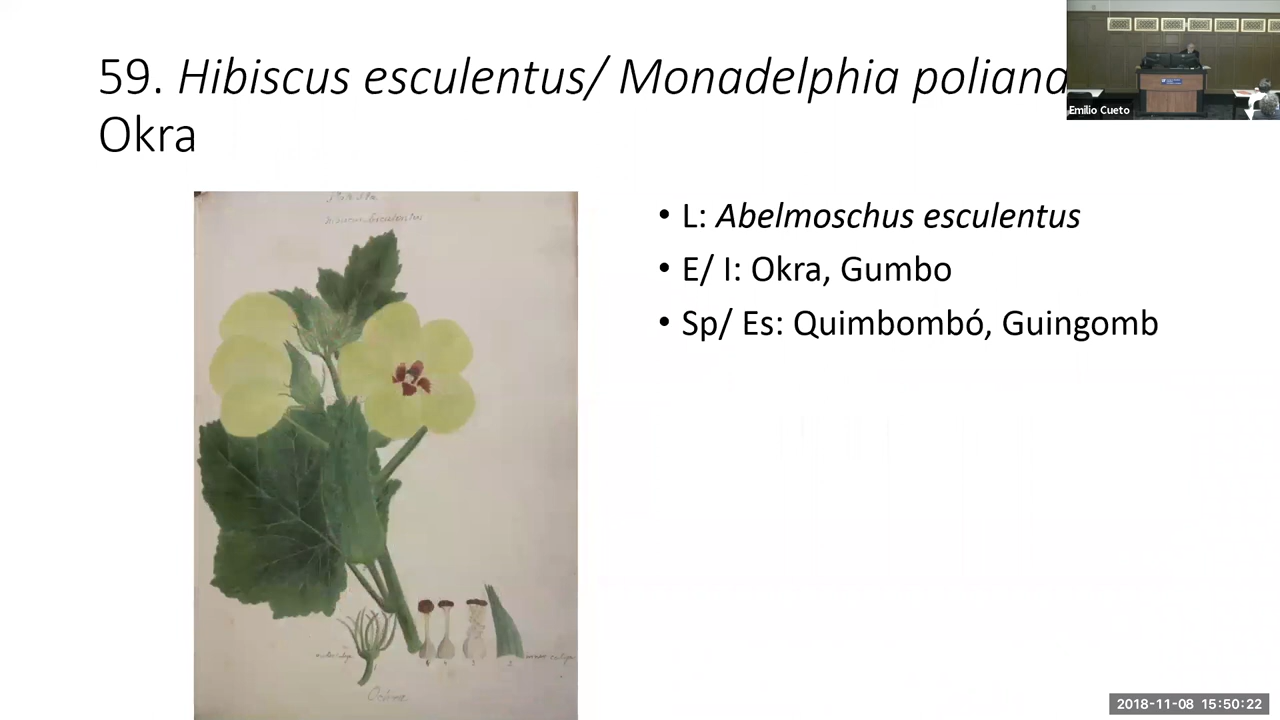 59. Hibiscus esculentus/ Monadelphia poliand
Okra
Emilio Cueto
• L: Abelmoschus esculentus
• E/ I: Okra, Gumbo
• Sp/ Es: Quimbombó, Guingomb
2018-11-08 15:50:22